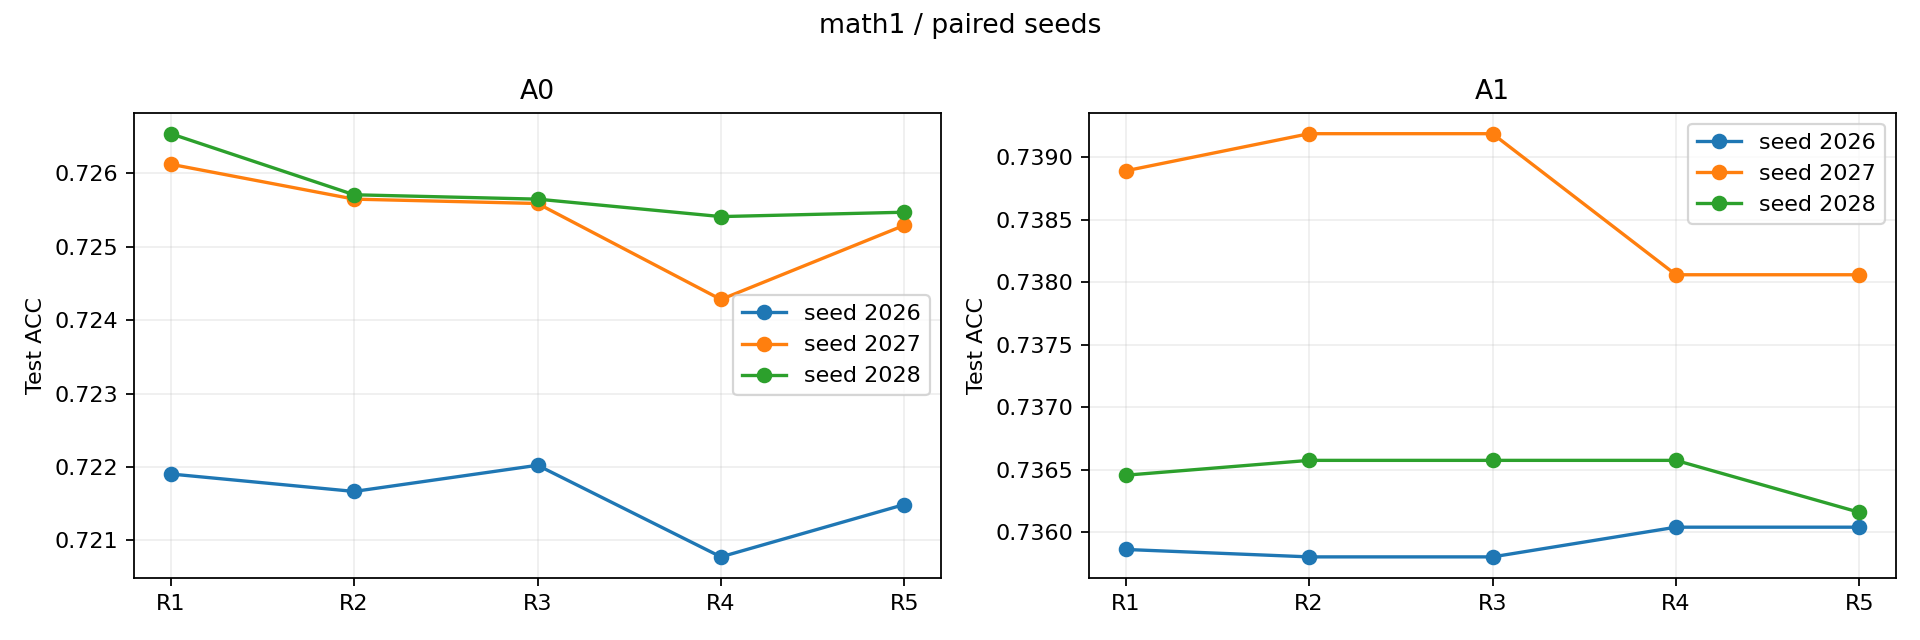 math1 / paired seeds
A0
Test ACC
0.726
0.725
0.724
0.723
0.722
0.721
R1
R2
R3
R4
R5
seed 2026
seed 2027
seed 2028
A1
Test ACC
0.7390
0.7385
0.7380
0.7375
0.7370
0.7365
0.7360
R1
R2
R3
R4
R5
seed 2026
seed 2027
seed 2028